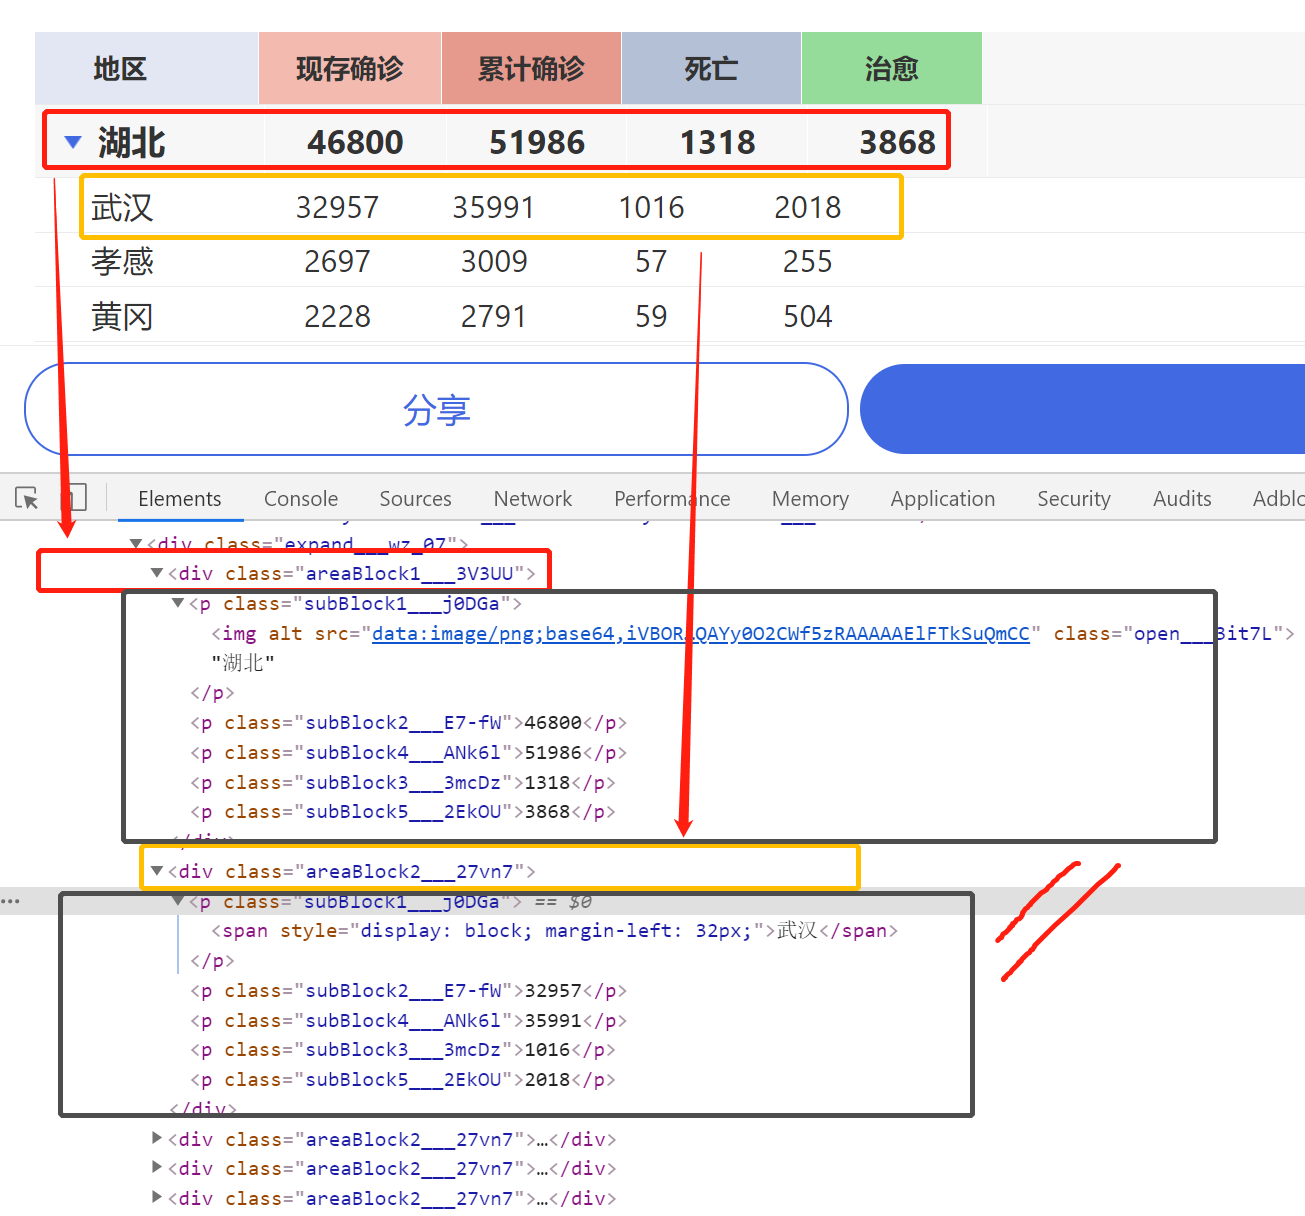 地区 现存确诊 累计确诊 死亡 治愈
湖北 46800 51986 1318 3868
武汉 32957 35991 1016 2018
孝感 2697 3009 57 255
黄冈 2228 2791 59 504
分享
Elements Console Sources Network Performance Memory Application Security Audits Adblo
<div class="expand___wz_07">
<div class="areaBlock1___3V3UU">
<p class="subBlock1___j0DGa">
<img alt src="data:image/png;base64,iVBORAQAYy0O2CWf5zRAAAAAElFTkSuQmCC" class="open___3it7L">
"湖北"
</p>
<p class="subBlock2___E7-fW">46800</p>
<p class="subBlock4___ANk6l">51986</p>
<p class="subBlock3___3mcDz">1318</p>
<p class="subBlock5___2EkOU">3868</p>
</div>
<div class="areaBlock2___27vn7">
<p class="subBlock1___j0DGa"> == $0
<span style="display: block; margin-left: 32px;">武汉</span>
</p>
<p class="subBlock2___E7-fW">32957</p>
<p class="subBlock4___ANk6l">35991</p>
<p class="subBlock3___3mcDz">1016</p>
<p class="subBlock5___2EkOU">2018</p>
</div>
<div class="areaBlock2___27vn7">…</div>
<div class="areaBlock2___27vn7">…</div>
<div class="areaBlock2___27vn7">…</div>